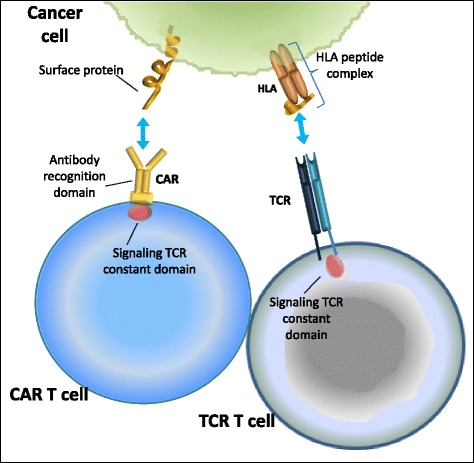 Cancer
cell
Surface protein
HLA peptide
complex
HLA
Antibody
recognition
domain
CAR
TCR
Signaling TCR
constant domain
Signaling TCR
constant
domain
CAR T cell
TCR T cell